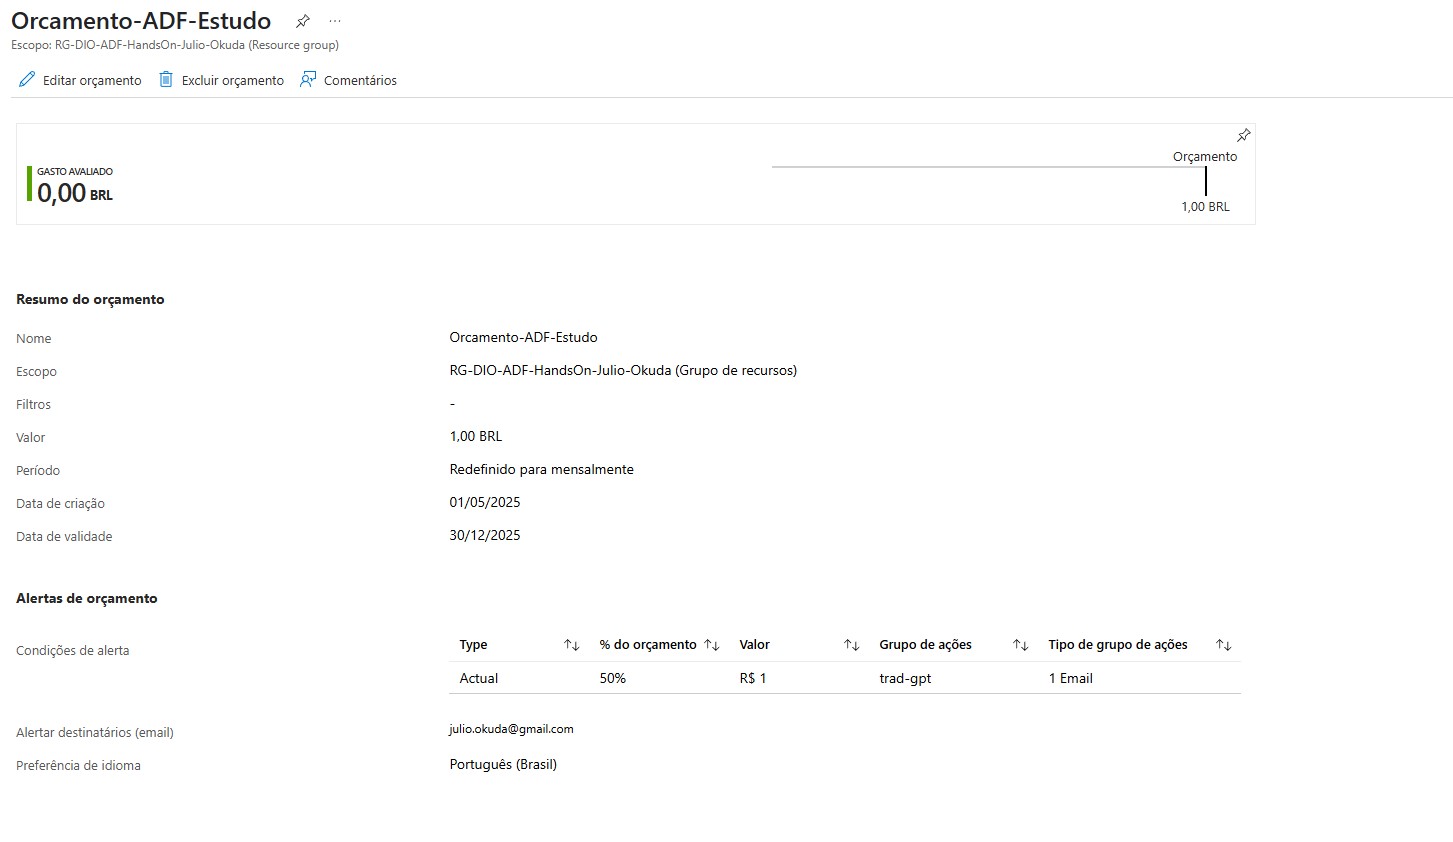 Orcamento-ADF-Estudo
Escopo: RG-DIO-ADF-HandsOn-Julio-Okuda (Resource group)
Editar orçamento Excluir orçamento Comentários
Orçamento
GASTO AVALIADO
0,00 BRL
1,00 BRL
Resumo do orçamento
Nome Orcamento-ADF-Estudo
Escopo RG-DIO-ADF-HandsOn-Julio-Okuda (Grupo de recursos)
Filtros -
Valor 1,00 BRL
Período Redefinido para mensalmente
Data de criação 01/05/2025
Data de validade 30/12/2025
Alertas de orçamento
Condições de alerta
Type % do orçamento Valor Grupo de ações Tipo de grupo de ações
Actual 50% R$ 1 trad-gpt 1 Email
Alertar destinatários (email) julio.okuda@gmail.com
Preferência de idioma Português (Brasil)